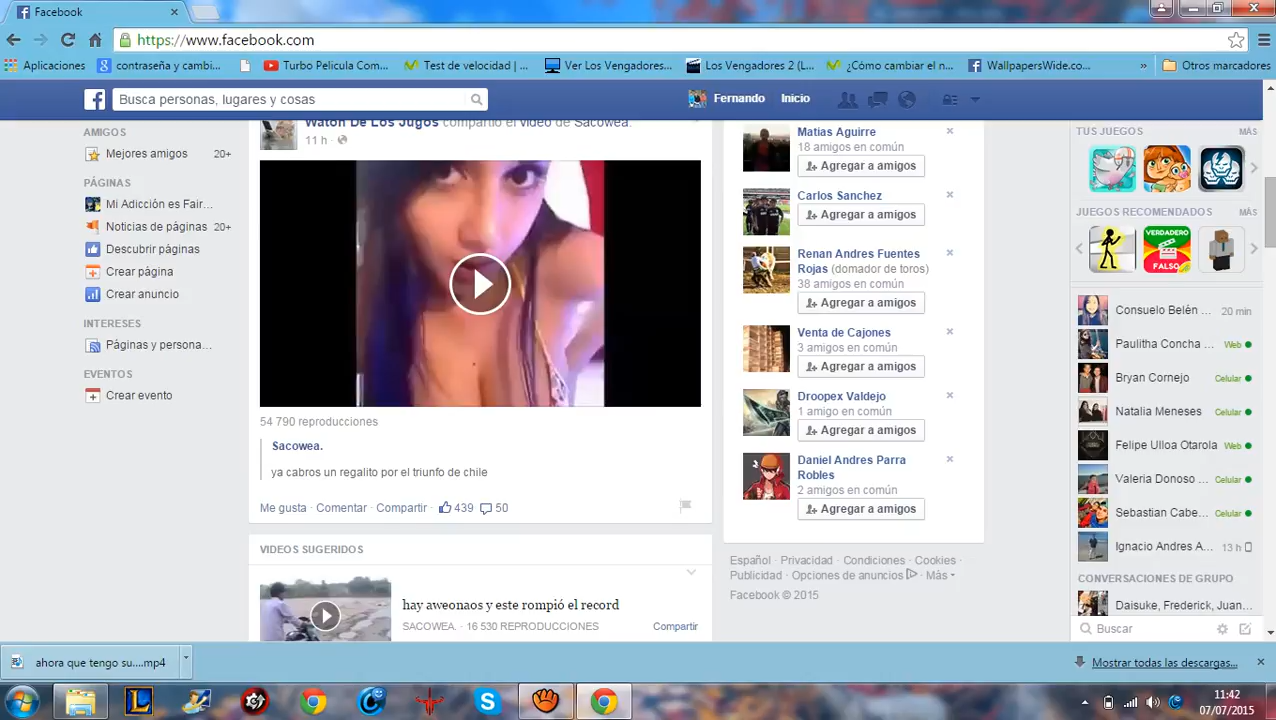 Facebook
https://www.facebook.com
Aplicaciones contraseña y cambi... Turbo Pelicula Com... Test de velocidad | ... Ver Los Vengadores... Los Vengadores 2 (L... ¿Cómo cambiar el n... WallpapersWide.co... » Otros marcadores
Busca personas, lugares y cosas Fernando Inicio
AMIGOS
Mejores amigos 20+
PÁGINAS
Mi Adicción es Fair...
Noticias de páginas 20+
Descubrir páginas
Crear página
Crear anuncio
INTERESES
Páginas y persona...
EVENTOS
Crear evento
Waton De Los Jugos compartió el video de Sacowea.
11 h
54 790 reproducciones
Sacowea.
ya cabros un regalito por el triunfo de chile
Me gusta · Comentar · Compartir · 439 50
VIDEOS SUGERIDOS
hay aweonaos y este rompió el record
SACOWEA. · 16 530 REPRODUCCIONES Compartir
Matias Aguirre
18 amigos en común
Agregar a amigos
Carlos Sanchez
Agregar a amigos
Renan Andres Fuentes
Rojas (domador de toros)
38 amigos en común
Agregar a amigos
Venta de Cajones
3 amigos en común
Agregar a amigos
Droopex Valdejo
1 amigo en común
Agregar a amigos
Daniel Andres Parra
Robles
2 amigos en común
Agregar a amigos
Español · Privacidad · Condiciones · Cookies ·
Publicidad · Opciones de anuncios · Más
Facebook © 2015
TUS JUEGOS MÁS
JUEGOS RECOMENDADOS MÁS
VERDADERO
FALSO
Consuelo Belén ... 20 min
Paulitha Concha ... Web
Bryan Cornejo Celular
Natalia Meneses Celular
Felipe Ulloa Otarola Web
Valeria Donoso ... Celular
Sebastian Cabe... Celular
Ignacio Andres A... 13 h
CONVERSACIONES DE GRUPO
Daisuke, Frederick, Juan...
Buscar
ahora que tengo su....mp4 Mostrar todas las descargas...
11:42
07/07/2015